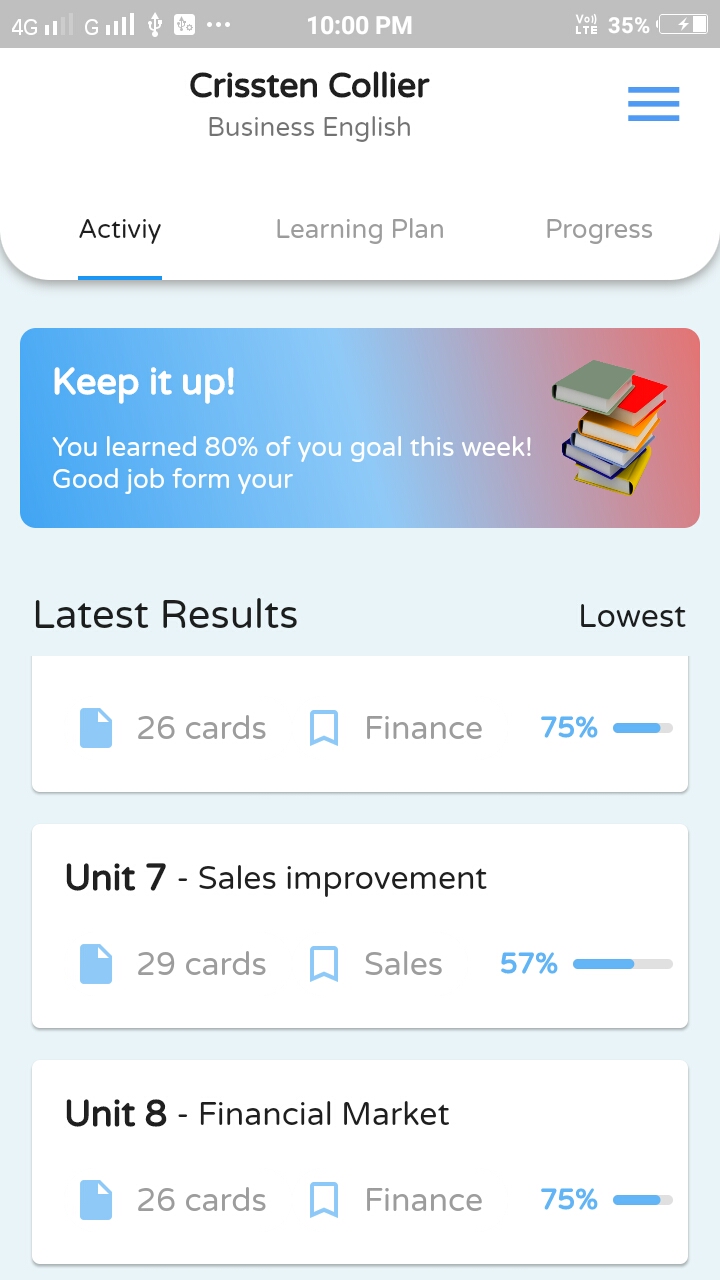 4G G ••• 10:00 PM Vo)) LTE 35%
Crissten Collier
Business English
Activiy Learning Plan Progress
Keep it up!
You learned 80% of you goal this week!
Good job form your
Latest Results Lowest
26 cards Finance 75%
Unit 7 - Sales improvement
29 cards Sales 57%
Unit 8 - Financial Market
26 cards Finance 75%